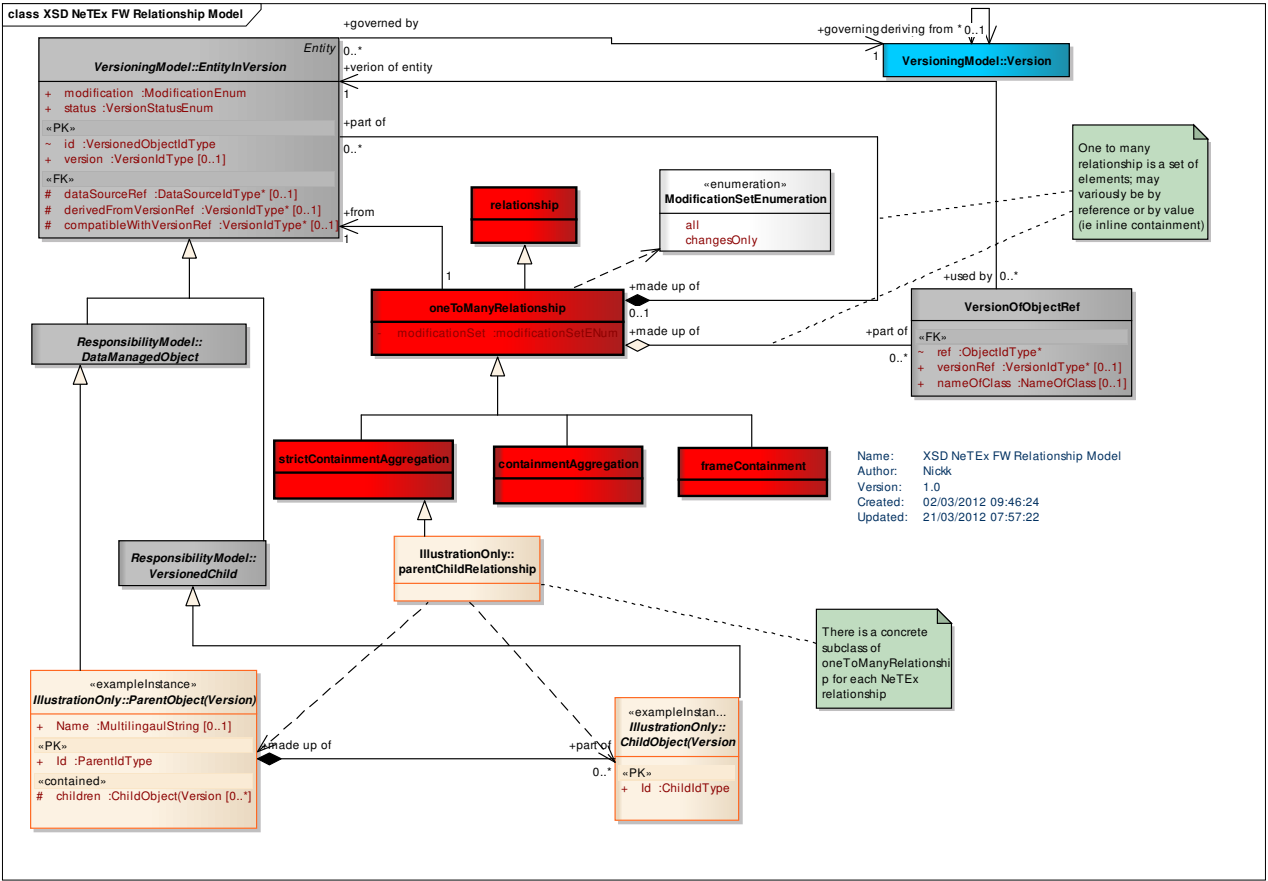 class XSD NeTEx FW Relationship Model
+governed by
0..*
+governing
deriving from *
0..1
1
VersioningModel::Version
Entity
VersioningModel::EntityInVersion
+ modification :ModificationEnum
+ status :VersionStatusEnum
«PK»
~ id :VersionedObjectIdType
+ version :VersionIdType [0..1]
«FK»
# dataSourceRef :DataSourceIdType* [0..1]
# derivedFromVersionRef :VersionIdType* [0..1]
# compatibleWithVersionRef :VersionIdType* [0..1]
+verion of entity
1
+part of
0..*
+from
1
1
relationship
«enumeration»
ModificationSetEnumeration
all
changesOnly
One to many
relationship is a set of
elements; may
variously be by
reference or by value
(ie inline containment)
oneToManyRelationship
- modificationSet :modificationSetENum
+made up of
0..1
+made up of
+used by
0..*
+part of
0..*
VersionOfObjectRef
«FK»
~ ref :ObjectIdType*
+ versionRef :VersionIdType* [0..1]
+ nameOfClass :NameOfClass [0..1]
ResponsibilityModel::
DataManagedObject
strictContainmentAggregation
containmentAggregation
frameContainment
Name: XSD NeTEx FW Relationship Model
Author: Nickk
Version: 1.0
Created: 02/03/2012 09:46:24
Updated: 21/03/2012 07:57:22
ResponsibilityModel::
VersionedChild
IllustrationOnly::
parentChildRelationship
There is a concrete
subclass of
oneToManyRelationshi
p for each NeTEx
relationship
«exampleInstance»
IllustrationOnly::ParentObject(Version)
+ Name :MultilingaulString [0..1]
«PK»
+ Id :ParentIdType
«contained»
# children :ChildObject(Version [0..*]
+made up of
+part of
0..*
«exampleInstan...
IllustrationOnly::
ChildObject(Version
«PK»
+ Id :ChildIdType